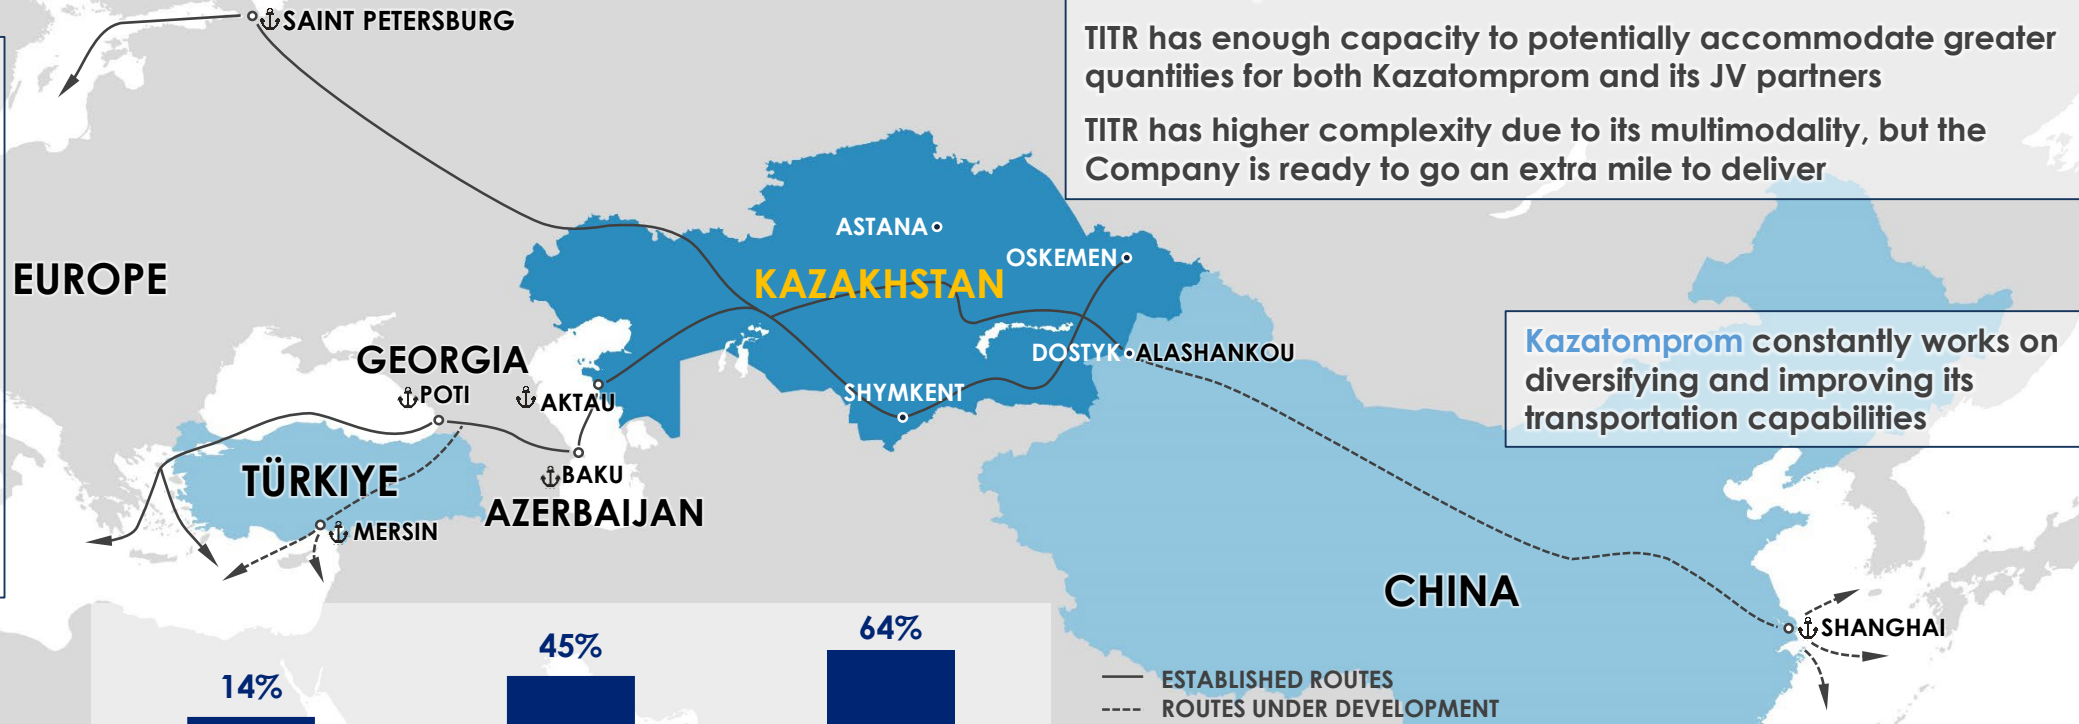 SAINT PETERSBURG
TITR has enough capacity to potentially accommodate greater
quantities for both Kazatomprom and its JV partners
TITR has higher complexity due to its multimodality, but the
Company is ready to go an extra mile to deliver
ASTANA
OSKEMEN
EUROPE
KAZAKHSTAN
Kazatomprom constantly works on
diversifying and improving its
transportation capabilities
GEORGIA
DOSTYK
ALASHANKOU
POTI
AKTAU
SHYMKENT
TÜRKIYE
BAKU
AZERBAIJAN
MERSIN
CHINA
SHANGHAI
14%
45%
64%
ESTABLISHED ROUTES
ROUTES UNDER DEVELOPMENT